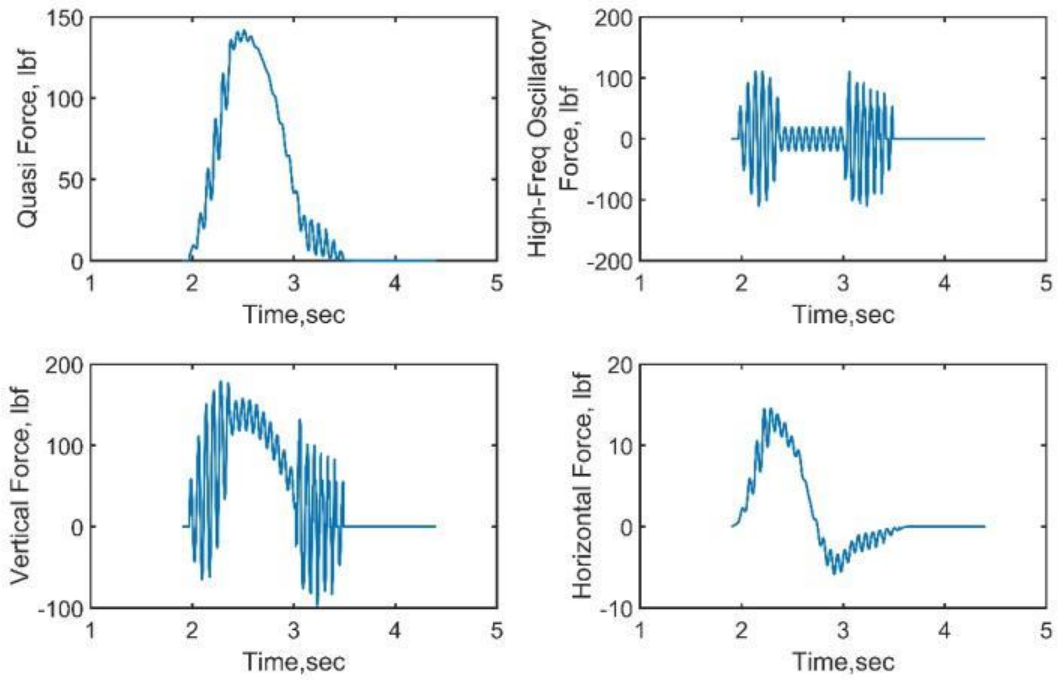 150
100
50
0
Quasi Force, lbf
1 2 3 4 5
Time,sec
200
100
0
-100
-200
High-Freq Oscillatory
Force, lbf
1 2 3 4 5
Time,sec
200
100
0
-100
Vertical Force, lbf
1 2 3 4 5
Time,sec
20
10
0
-10
Horizontal Force, lbf
1 2 3 4 5
Time,sec